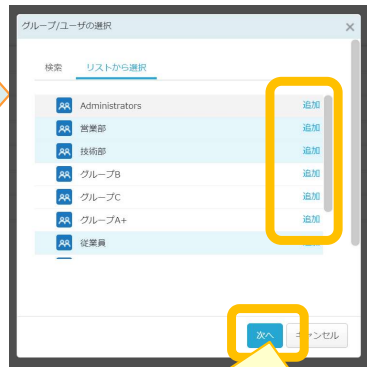 グループ/ユーザの選択 ×
検索 リストから選択
Administrators 追加
営業部 追加
技術部 追加
グループB 追加
グループC 追加
グループA+ 追加
従業員
次へ キャンセル